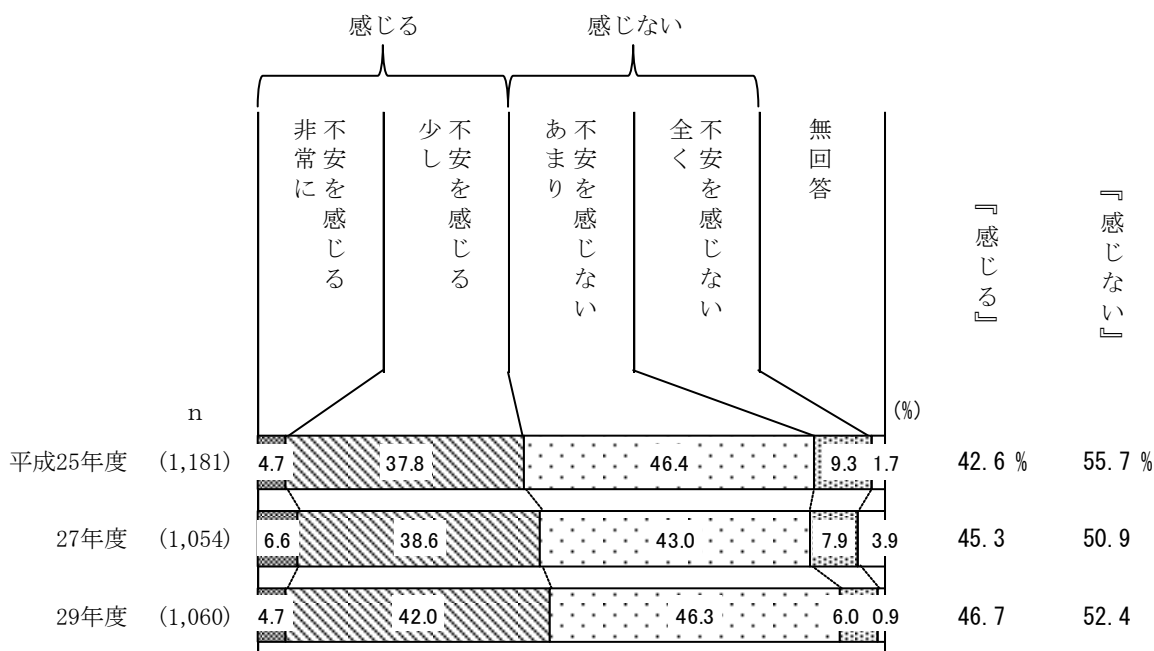 感じる 感じない
非常に不安を感じる
少し不安を感じる
あまり不安を感じない
全く不安を感じない
無回答
『感じる』
『感じない』
n (%)
平成25年度 (1,181) 4.7 37.8 46.4 9.3 1.7 42.6 % 55.7 %
27年度 (1,054) 6.6 38.6 43.0 7.9 3.9 45.3 50.9
29年度 (1,060) 4.7 42.0 46.3 6.0 0.9 46.7 52.4